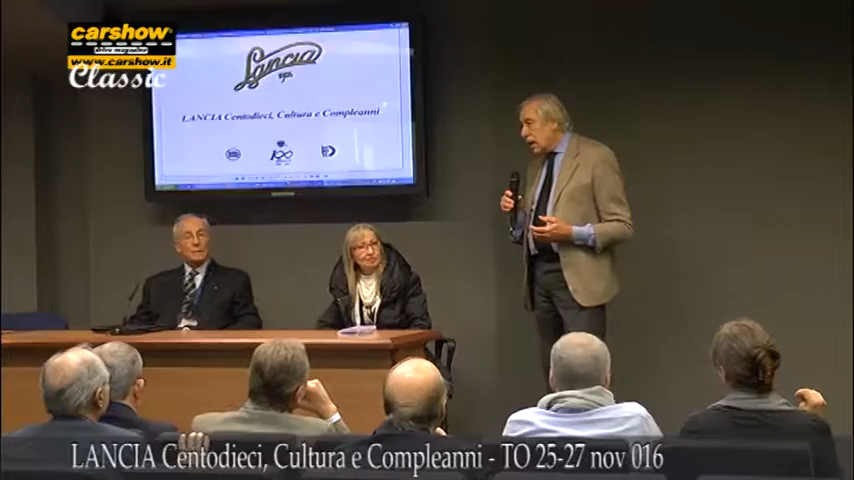 carshow
www.carshow.it
Classic
Lancia
LANCIA Centodieci, Cultura e Compleanni
LANCIA Centodieci, Cultura e Compleanni - TO 25-27 nov 016